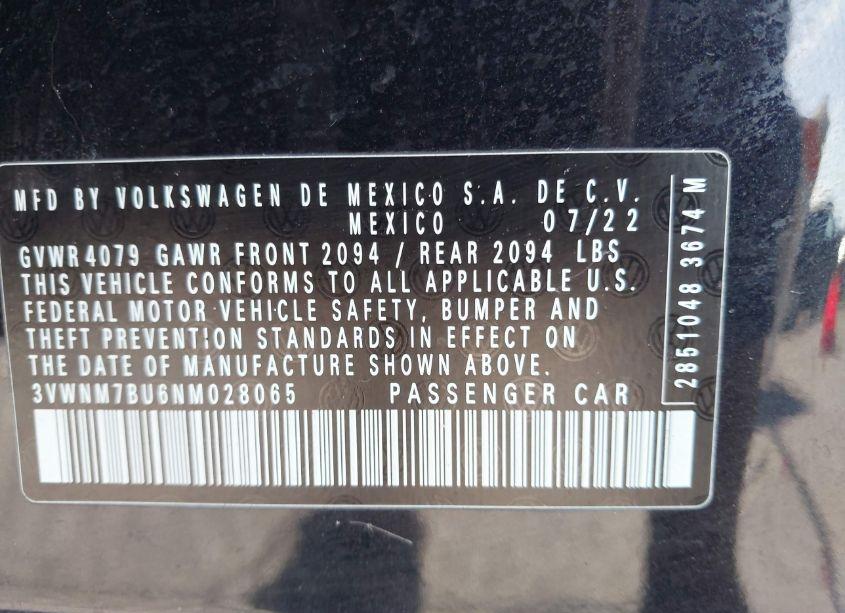 MFD BY VOLKSWAGEN DE MEXICO S.A. DE C.V.
MEXICO 07/22
GVWR 4079 GAWR FRONT 2094 / REAR 2094 LBS
THIS VEHICLE CONFORMS TO ALL APPLICABLE U.S.
FEDERAL MOTOR VEHICLE SAFETY, BUMPER AND
THEFT PREVENTION STANDARDS IN EFFECT ON
THE DATE OF MANUFACTURE SHOWN ABOVE.
3VWNM7BU6NM028065 PASSENGER CAR
2851048 3674 M